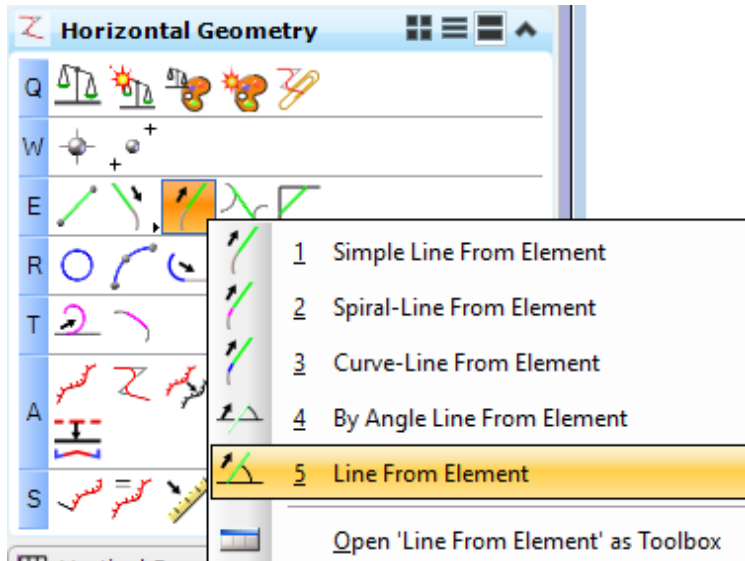 Horizontal Geometry
Q
W
E
R
T
A
S
1 Simple Line From Element
2 Spiral-Line From Element
3 Curve-Line From Element
4 By Angle Line From Element
5 Line From Element
Open 'Line From Element' as Toolbox